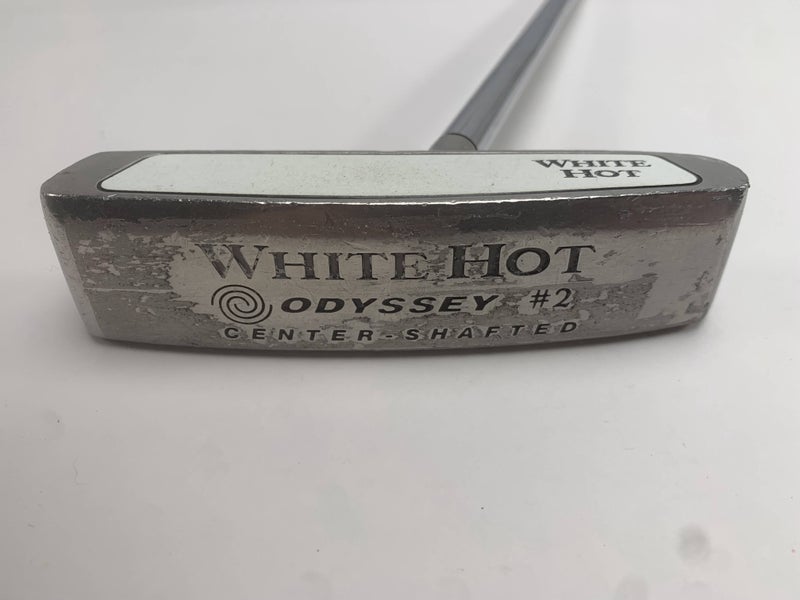 WHITE
HOT
WHITE HOT
ODYSSEY #2
CENTER-SHAFTED